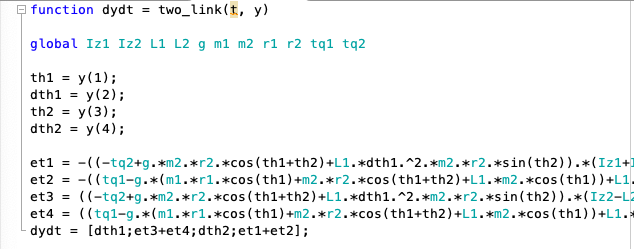 function dydt = two_link(t, y)
global Iz1 Iz2 L1 L2 g m1 m2 r1 r2 tq1 tq2
th1 = y(1);
dth1 = y(2);
th2 = y(3);
dth2 = y(4);
et1 = -((-tq2+g.*m2.*r2.*cos(th1+th2)+L1.*dth1.^2.*m2.*r2.*sin(th2)).*(Iz1+I
et2 = -((tq1-g.*(m1.*r1.*cos(th1)+m2.*r2.*cos(th1+th2)+L1.*m2.*cos(th1))+L1.
et3 = ((-tq2+g.*m2.*r2.*cos(th1+th2)+L1.*dth1.^2.*m2.*r2.*sin(th2)).*(Iz2-L2
et4 = ((tq1-g.*(m1.*r1.*cos(th1)+m2.*r2.*cos(th1+th2)+L1.*m2.*cos(th1))+L1.*
dydt = [dth1;et3+et4;dth2;et1+et2];